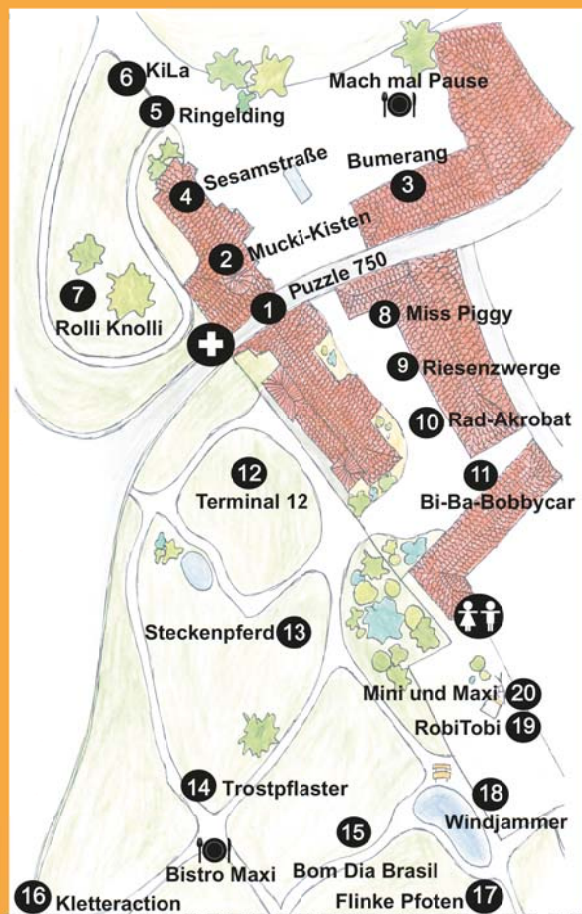 6 KiLa
5 Ringelding
Mach mal Pause
4 Sesamstraße
Bumerang
3
2 Mucki-Kisten
1 Puzzle 750
7
Rolli Knolli
8 Miss Piggy
9 Riesenzwerge
10 Rad-Akrobat
11
Bi-Ba-Bobbycar
12
Terminal 12
Steckenpferd 13
Mini und Maxi 20
RobiTobi 19
14 Trostpflaster
18
Windjammer
15
Bom Dia Brasil
Bistro Maxi
16 Kletteraction
Flinke Pfoten 17